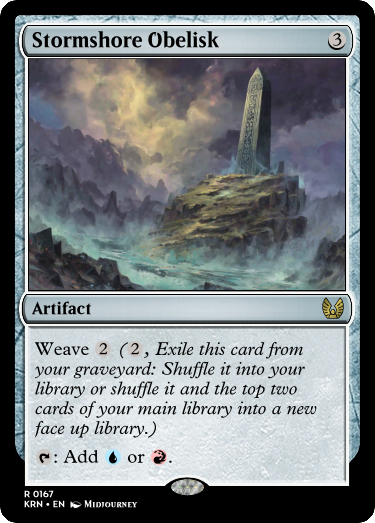 Stormshore Obelisk 3
Artifact
Weave 2 (2, Exile this card from
your graveyard: Shuffle it into your
library or shuffle it and the top two
cards of your main library into a new
face up library.)
: Add or .
R 0167
KRN • EN Midjourney